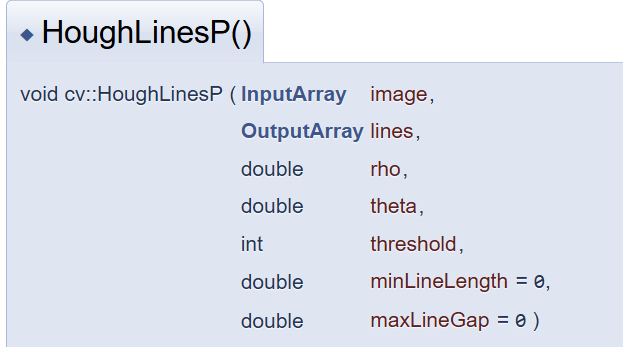 ◆ HoughLinesP()
void cv::HoughLinesP ( InputArray image,
OutputArray lines,
double rho,
double theta,
int threshold,
double minLineLength = 0,
double maxLineGap = 0 )